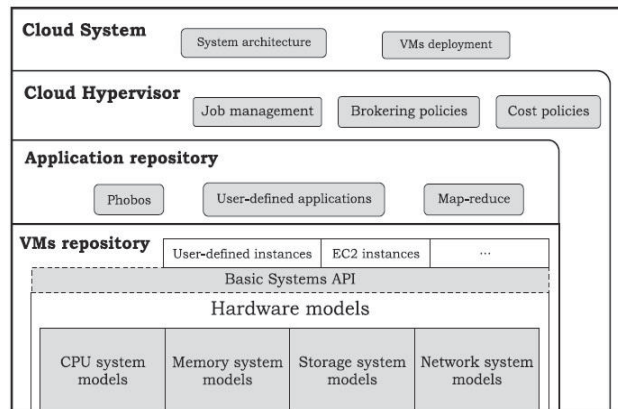 Cloud System
System architecture
VMs deployment
Cloud Hypervisor
Job management
Brokering policies
Cost policies
Application repository
Phobos
User-defined applications
Map-reduce
VMs repository
User-defined instances
EC2 instances
...
Basic Systems API
Hardware models
CPU system
models
Memory system
models
Storage system
models
Network system
models